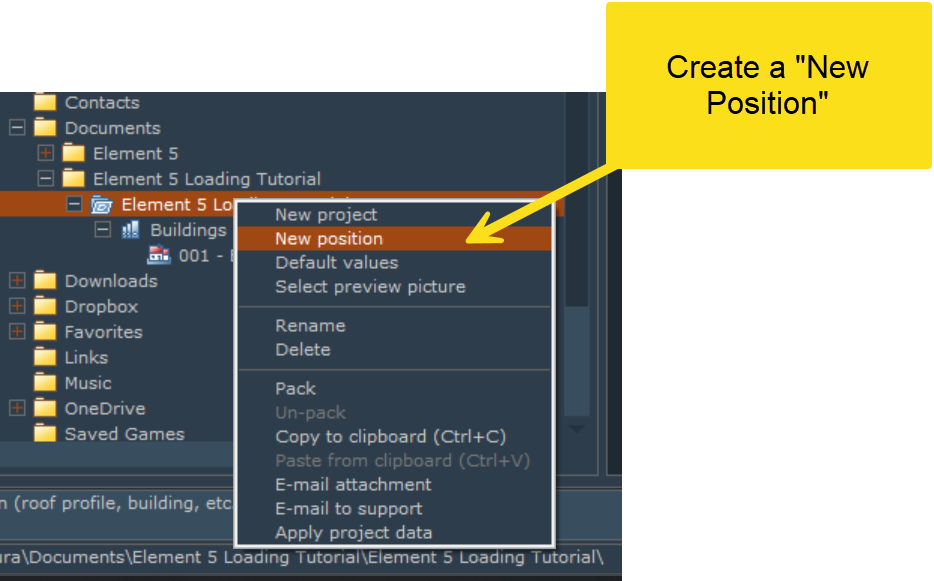 Create a "New
Position"
Contacts
Documents
Element 5
Element 5 Loading Tutorial
Element 5 Lo
Buildings
001 -
Downloads
Dropbox
Favorites
Links
Music
OneDrive
Saved Games
New project
New position
Default values
Select preview picture
Rename
Delete
Pack
Un-pack
Copy to clipboard (Ctrl+C)
Paste from clipboard (Ctrl+V)
E-mail attachment
E-mail to support
Apply project data
n (roof profile, building, etc
ura\Documents\Element 5 Loading Tutorial\Element 5 Loading Tutorial\